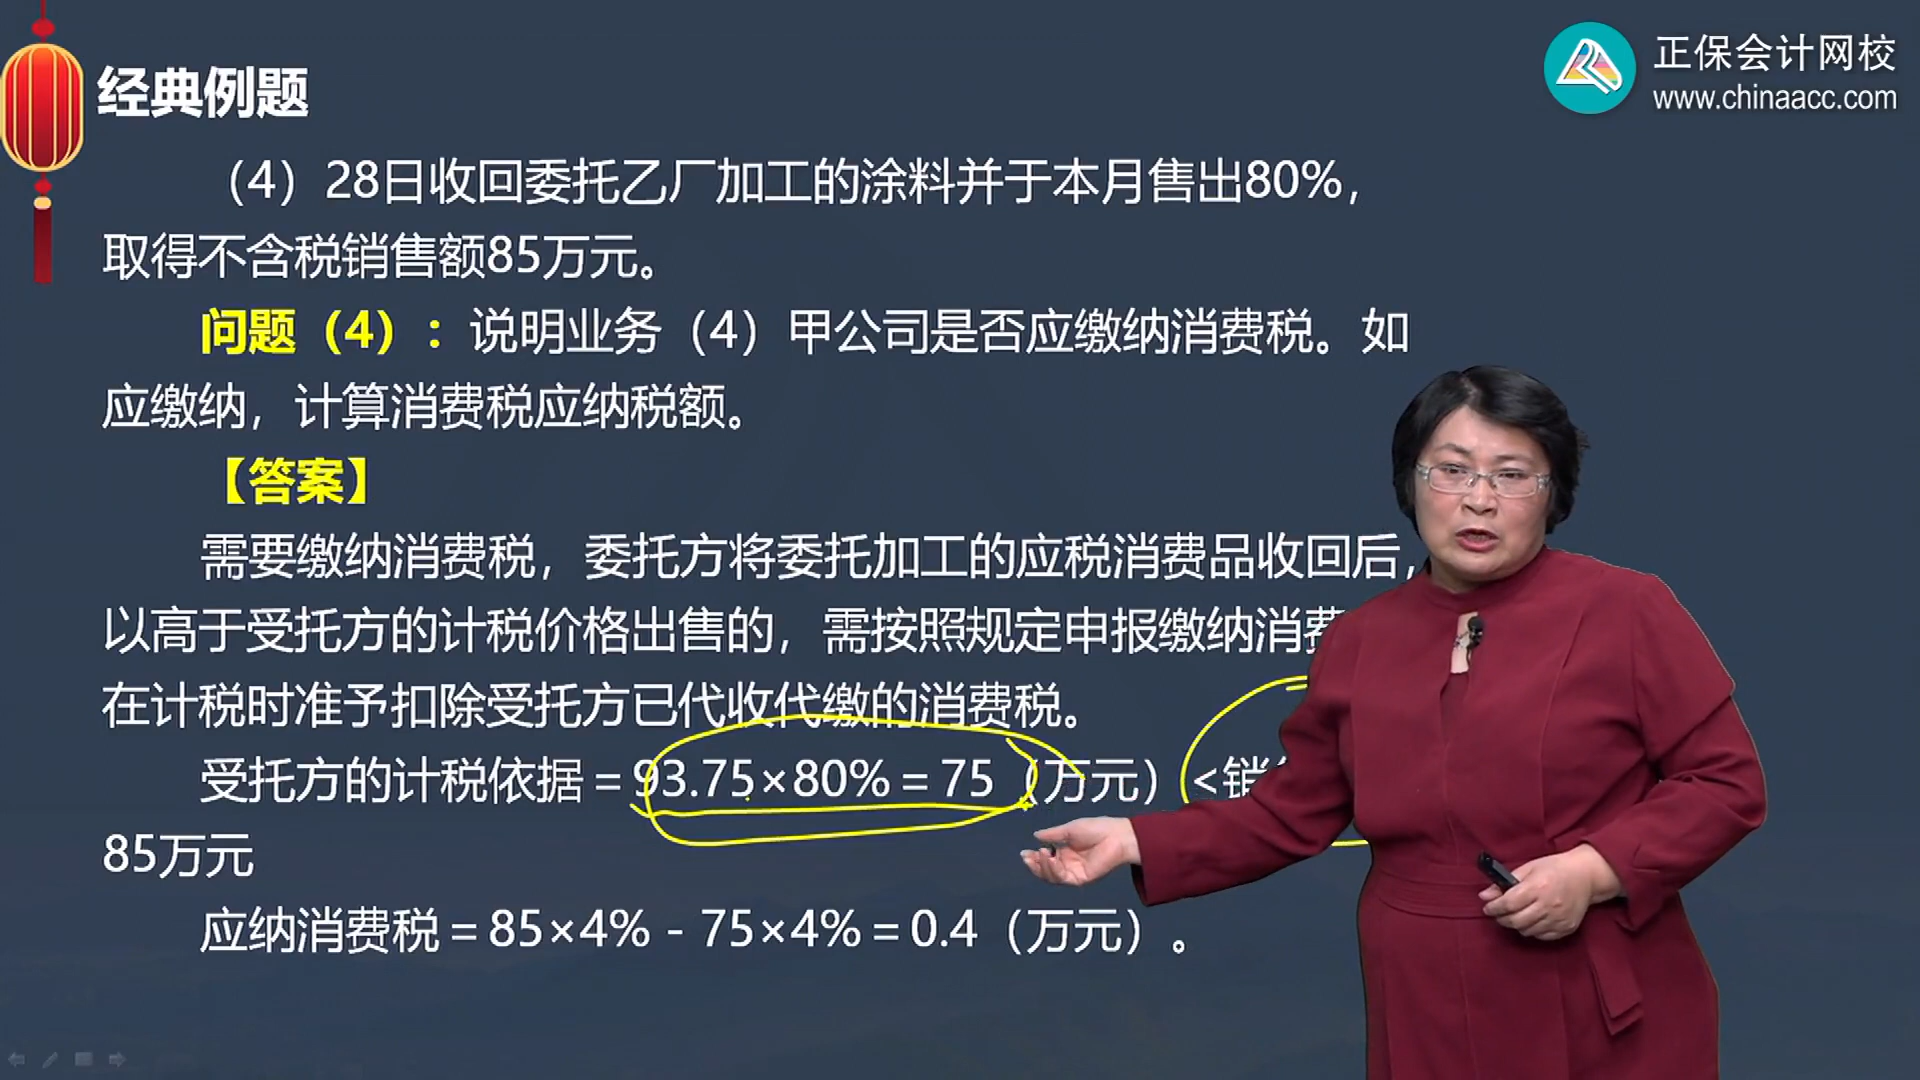 正保会计网校
www.chinaacc.com
经典例题
（4）28日收回委托乙厂加工的涂料并于本月售出80%，
取得不含税销售额85万元。
问题（4）：说明业务（4）甲公司是否应缴纳消费税。如
应缴纳，计算消费税应纳税额。
【答案】
需要缴纳消费税，委托方将委托加工的应税消费品收回后，
以高于受托方的计税价格出售的，需按照规定申报缴纳消费
在计税时准予扣除受托方已代收代缴的消费税。
受托方的计税依据＝93.75×80%＝75（万元）<销
85万元
应纳消费税＝85×4%－75×4%＝0.4（万元）。